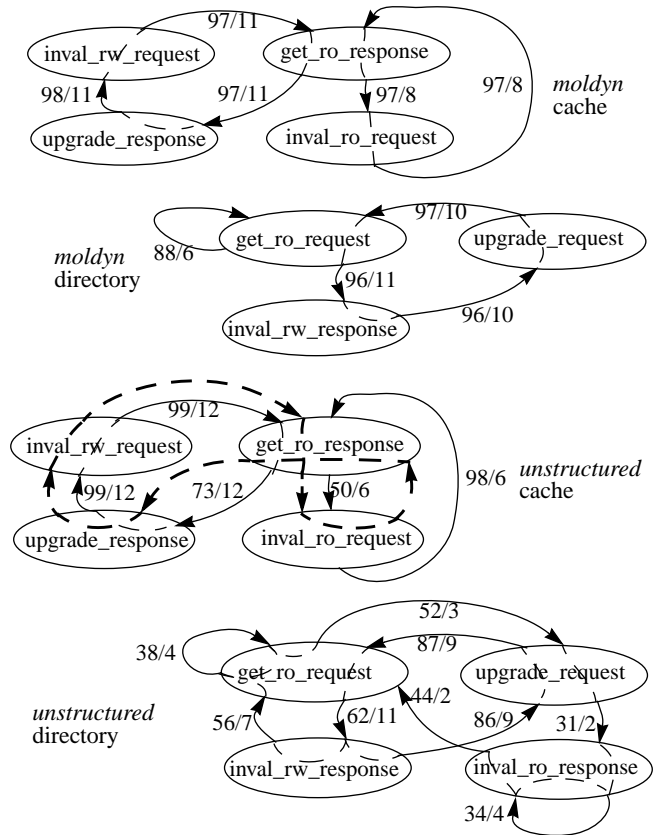 97/11
inval_rw_request
get_ro_response
98/11
97/11
97/8
97/8
moldyn
cache
upgrade_response
inval_ro_request
97/10
get_ro_request
upgrade_request
88/6
moldyn
directory
96/11
inval_rw_response
96/10
99/12
inval_rw_request
get_ro_response
99/12
73/12
50/6
98/6
unstructured
cache
upgrade_response
inval_ro_request
52/3
38/4
87/9
get_ro_request
upgrade_request
unstructured
directory
56/7
62/11
44/2
86/9
31/2
inval_rw_response
inval_ro_response
34/4